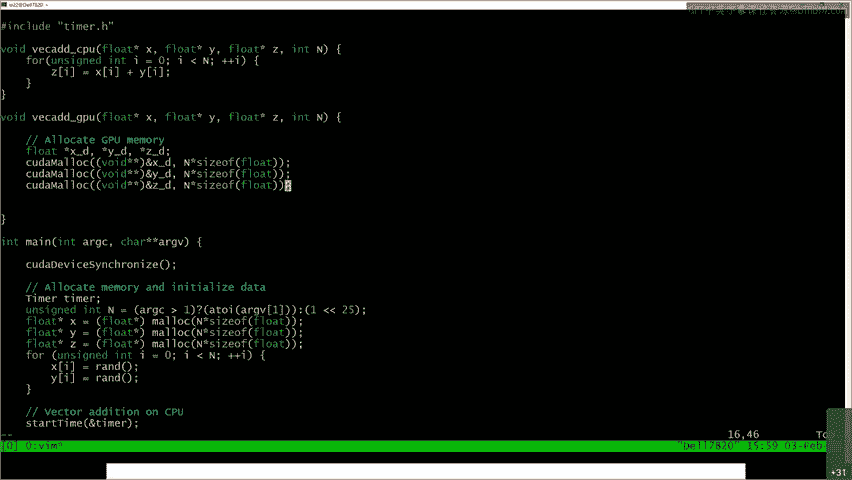 #include "timer.h"
void vecadd_cpu(float* x, float* y, float* z, int N) {
    for(unsigned int i = 0; i < N; ++i) {
        z[i] = x[i] + y[i];
    }
}
void vecadd_gpu(float* x, float* y, float* z, int N) {
    // Allocate GPU memory
    float *x_d, *y_d, *z_d;
    cudaMalloc((void**)&x_d, N*sizeof(float));
    cudaMalloc((void**)&y_d, N*sizeof(float));
    cudaMalloc((void**)&z_d, N*sizeof(float));
}
int main(int argc, char**argv) {
    cudaDeviceSynchronize();
    // Allocate memory and initialize data
    Timer timer;
    unsigned int N = (argc > 1)?(atoi(argv[1])):(1 << 25);
    float* x = (float*) malloc(N*sizeof(float));
    float* y = (float*) malloc(N*sizeof(float));
    float* z = (float*) malloc(N*sizeof(float));
    for (unsigned int i = 0; i < N; ++i) {
        x[i] = rand();
        y[i] = rand();
    }
    // Vector addition on CPU
    startTime(&timer);
-- 16,46 To
[0] 0:vim* "Dell7820" 15:59 03-Feb-
+31